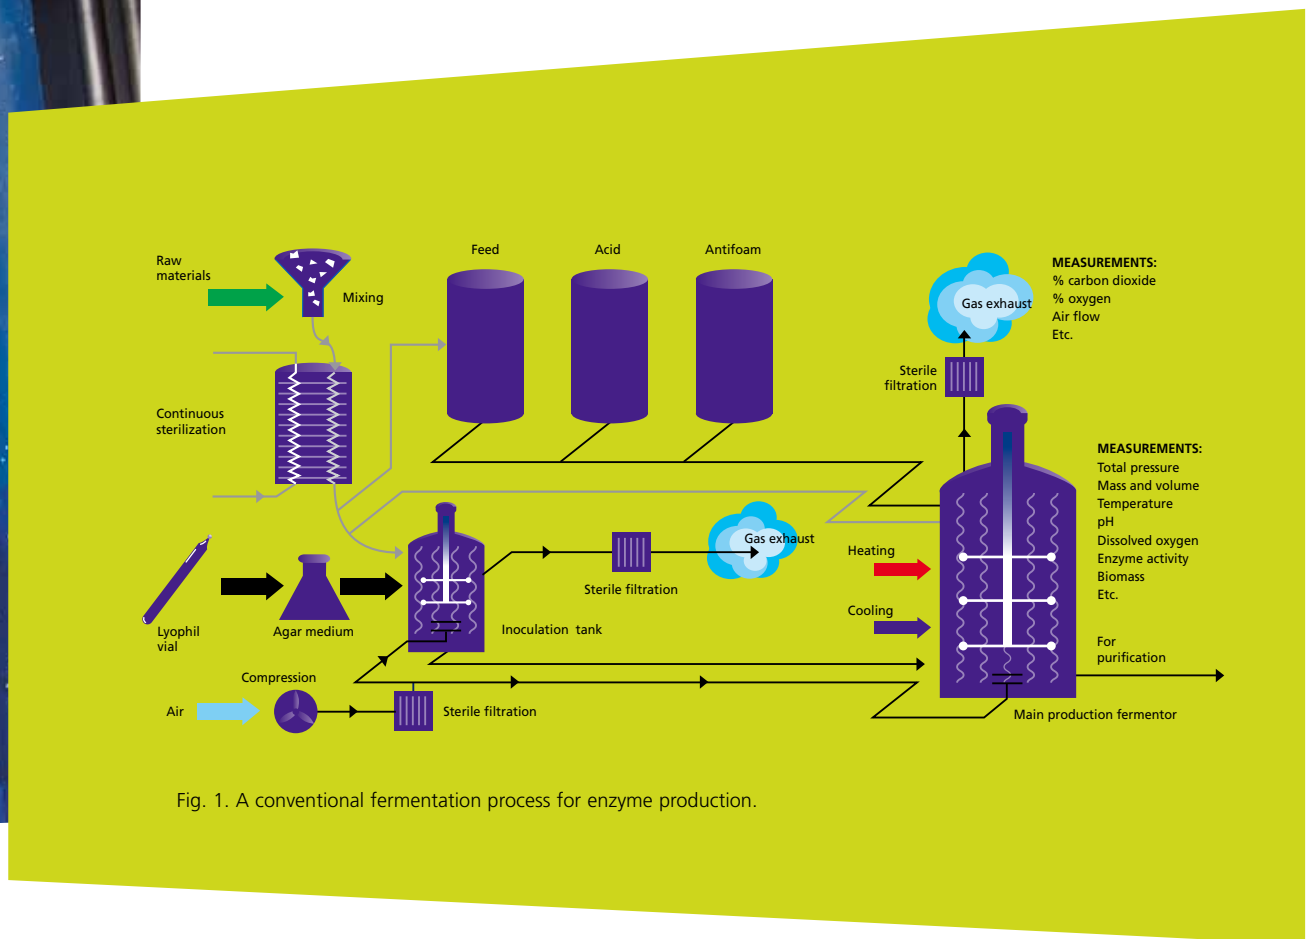 Feed
Acid
Antifoam
Raw
materials
Mixing
Gas exhaust
MEASUREMENTS:
% carbon dioxide
% oxygen
Air flow
Etc.
Sterile
filtration
Continuous
sterilization
MEASUREMENTS:
Total pressure
Mass and volume
Temperature
pH
Dissolved oxygen
Enzyme activity
Biomass
Etc.
Gas exhaust
Heating
Sterile filtration
Cooling
Lyophil
vial
Agar medium
Inoculation tank
For
purification
Compression
Air
Sterile filtration
Main production fermentor
Fig. 1. A conventional fermentation process for enzyme production.